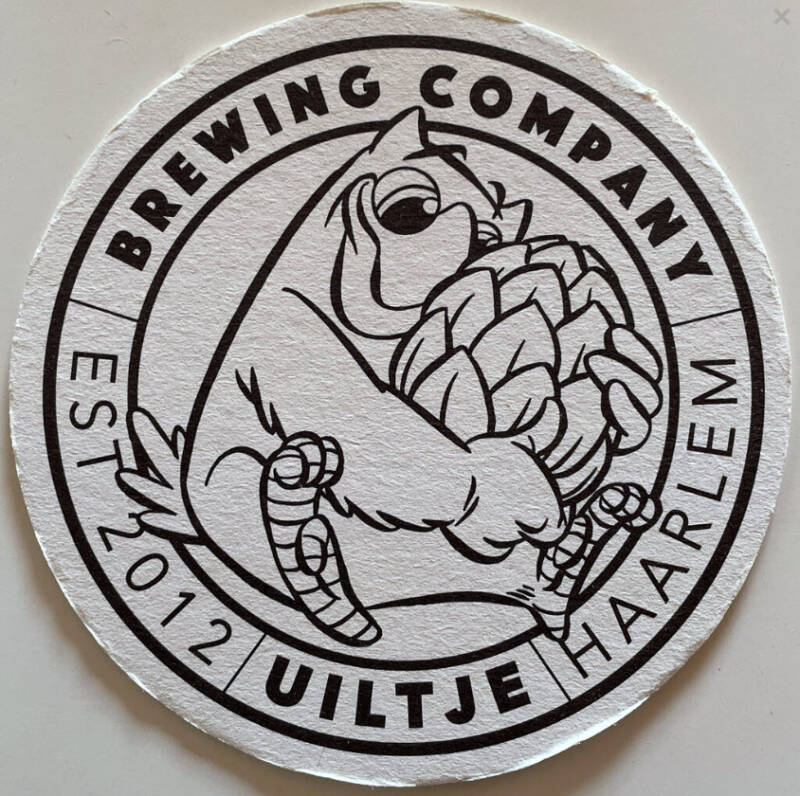 BREWING COMPANY
EST 2012
UILTJE
HAARLEM